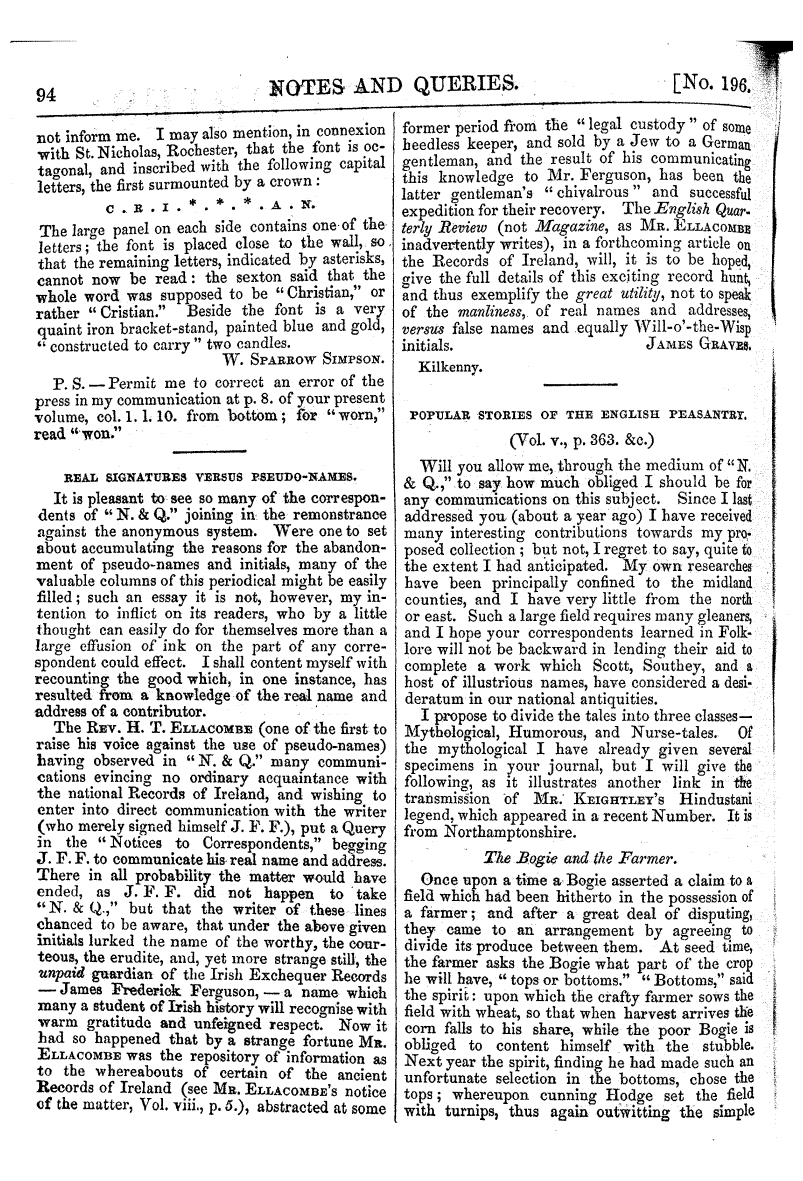 94
NOTES AND QUERIES.
[No. 196.
not inform me. I may also mention, in connexion
with St. Nicholas, Rochester, that the font is oc-
tagonal, and inscribed with the following capital
letters, the first surmounted by a crown :
C . R . I . * . * . * . A . N.
The large panel on each side contains one of the
letters ; the font is placed close to the wall, so
that the remaining letters, indicated by asterisks,
cannot now be read : the sexton said that the
whole word was supposed to be "Christian," or
rather "Cristian." Beside the font is a very
quaint iron bracket-stand, painted blue and gold,
"constructed to carry" two candles.
W. SPARROW SIMPSON.
P. S. — Permit me to correct an error of the
press in my communication at p. 8. of your present
volume, col. 1. l. 10. from bottom ; for "worn,"
read "won."
REAL SIGNATURES VERSUS PSEUDO-NAMES.
It is pleasant to see so many of the correspon-
dents of "N. & Q." joining in the remonstrance
against the anonymous system. Were one to set
about accumulating the reasons for the abandon-
ment of pseudo-names and initials, many of the
valuable columns of this periodical might be easily
filled ; such an essay it is not, however, my in-
tention to inflict on its readers, who by a little
thought can easily do for themselves more than a
large effusion of ink on the part of any corre-
spondent could effect. I shall content myself with
recounting the good which, in one instance, has
resulted from a knowledge of the real name and
address of a contributor.
The REV. H. T. ELLACOMBE (one of the first to
raise his voice against the use of pseudo-names)
having observed in "N. & Q." many communi-
cations evincing no ordinary acquaintance with
the national Records of Ireland, and wishing to
enter into direct communication with the writer
(who merely signed himself J. F. F.), put a Query
in the "Notices to Correspondents," begging
J. F. F. to communicate his real name and address.
There in all probability the matter would have
ended, as J. F. F. did not happen to take
"N. & Q.," but that the writer of these lines
chanced to be aware, that under the above given
initials lurked the name of the worthy, the cour-
teous, the erudite, and, yet more strange still, the
unpaid guardian of the Irish Exchequer Records
— James Frederick Ferguson, — a name which
many a student of Irish history will recognise with
warm gratitude and unfeigned respect. Now it
had so happened that by a strange fortune MR.
ELLACOMBE was the repository of information as
to the whereabouts of certain of the ancient
Records of Ireland (see MR. ELLACOMBE's notice
of the matter, Vol. viii., p. 5.), abstracted at some
former period from the "legal custody" of some
heedless keeper, and sold by a Jew to a German
gentleman, and the result of his communicating
this knowledge to Mr. Ferguson, has been the
latter gentleman's "chivalrous" and successful
expedition for their recovery. The English Quar-
terly Review (not Magazine, as MR. ELLACOMBE
inadvertently writes), in a forthcoming article on
the Records of Ireland, will, it is to be hoped,
give the full details of this exciting record hunt,
and thus exemplify the great utility, not to speak
of the manliness, of real names and addresses,
versus false names and equally Will-o'-the-Wisp
initials. JAMES GRAVES.
Kilkenny.
POPULAR STORIES OF THE ENGLISH PEASANTRY.
(Vol. v., p. 363. &c.)
Will you allow me, through the medium of "N.
& Q.," to say how much obliged I should be for
any communications on this subject. Since I last
addressed you (about a year ago) I have received
many interesting contributions towards my pro-
posed collection ; but not, I regret to say, quite to
the extent I had anticipated. My own researches
have been principally confined to the midland
counties, and I have very little from the north
or east. Such a large field requires many gleaners,
and I hope your correspondents learned in Folk-
lore will not be backward in lending their aid to
complete a work which Scott, Southey, and a
host of illustrious names, have considered a desi-
deratum in our national antiquities.
I propose to divide the tales into three classes—
Mythological, Humorous, and Nurse-tales. Of
the mythological I have already given several
specimens in your journal, but I will give the
following, as it illustrates another link in the
transmission of MR. KEIGHTLEY's Hindustani
legend, which appeared in a recent Number. It is
from Northamptonshire.
The Bogie and the Farmer.
Once upon a time a Bogie asserted a claim to a
field which had been hitherto in the possession of
a farmer ; and after a great deal of disputing,
they came to an arrangement by agreeing to
divide its produce between them. At seed time,
the farmer asks the Bogie what part of the crop
he will have, "tops or bottoms." "Bottoms," said
the spirit : upon which the crafty farmer sows the
field with wheat, so that when harvest arrives the
corn falls to his share, while the poor Bogie is
obliged to content himself with the stubble.
Next year the spirit, finding he had made such an
unfortunate selection in the bottoms, chose the
tops ; whereupon cunning Hodge set the field
with turnips, thus again outwitting the simple